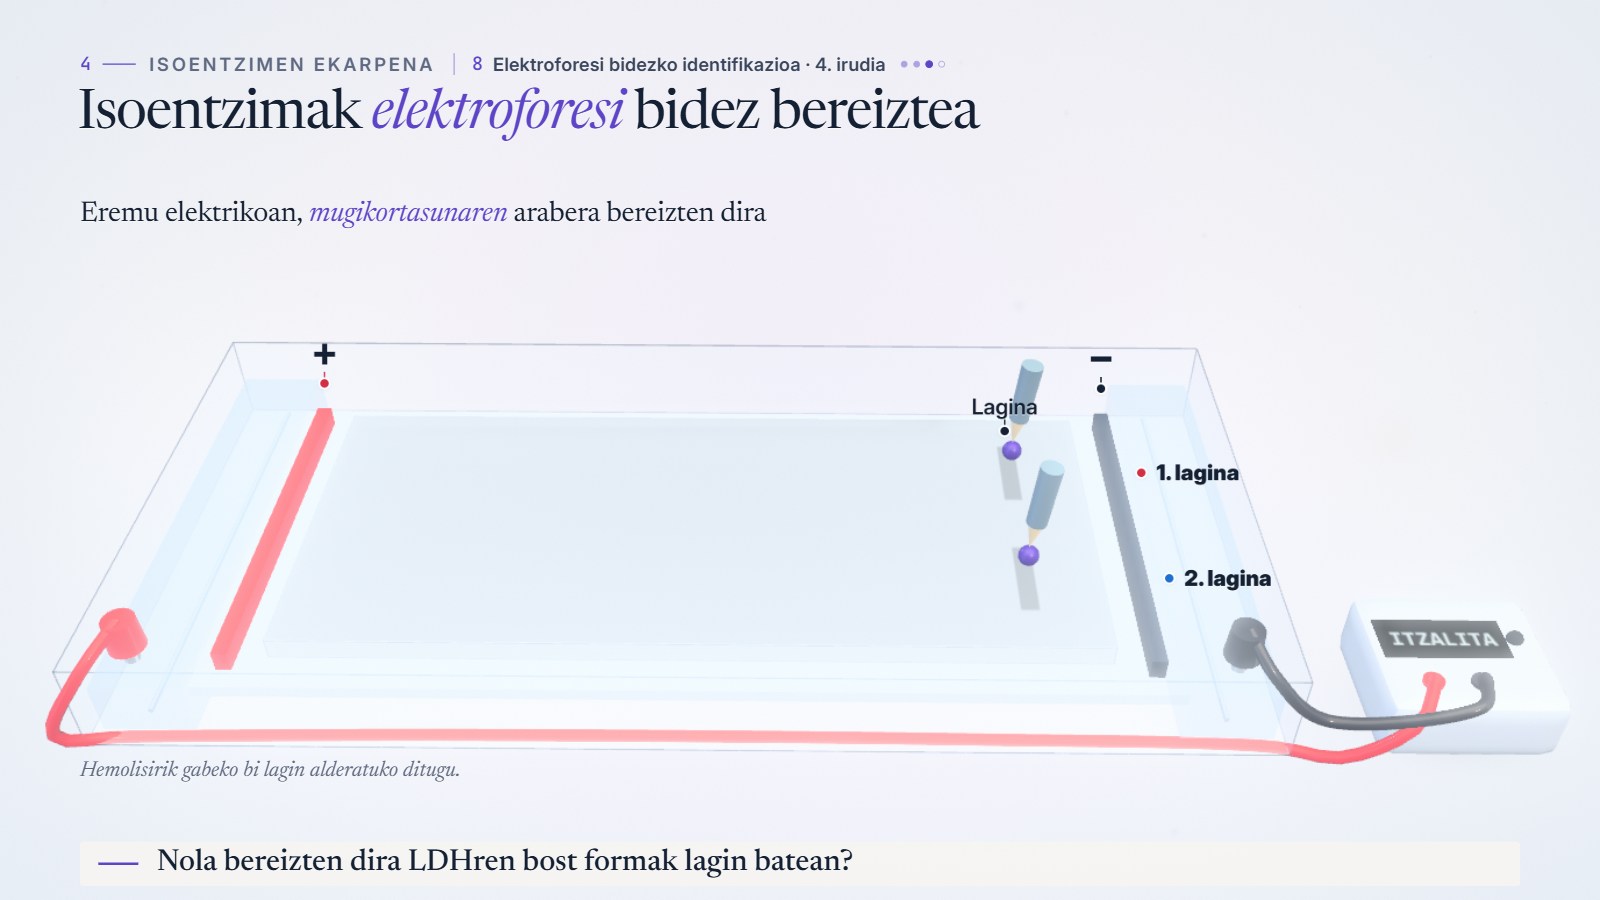 4 — ISOENTZIMEN EKARPENA | 8 Elektroforesi bidezko identifikazioa · 4. irudia
Isoentzimak elektroforesi bidez bereiztea
Eremu elektrikoan, mugikortasunaren arabera bereizten dira
+
−
Lagina
1. lagina
2. lagina
ITZALITA
Hemolisirik gabeko bi lagin alderatuko ditugu.
— Nola bereizten dira LDHren bost formak lagin batean?